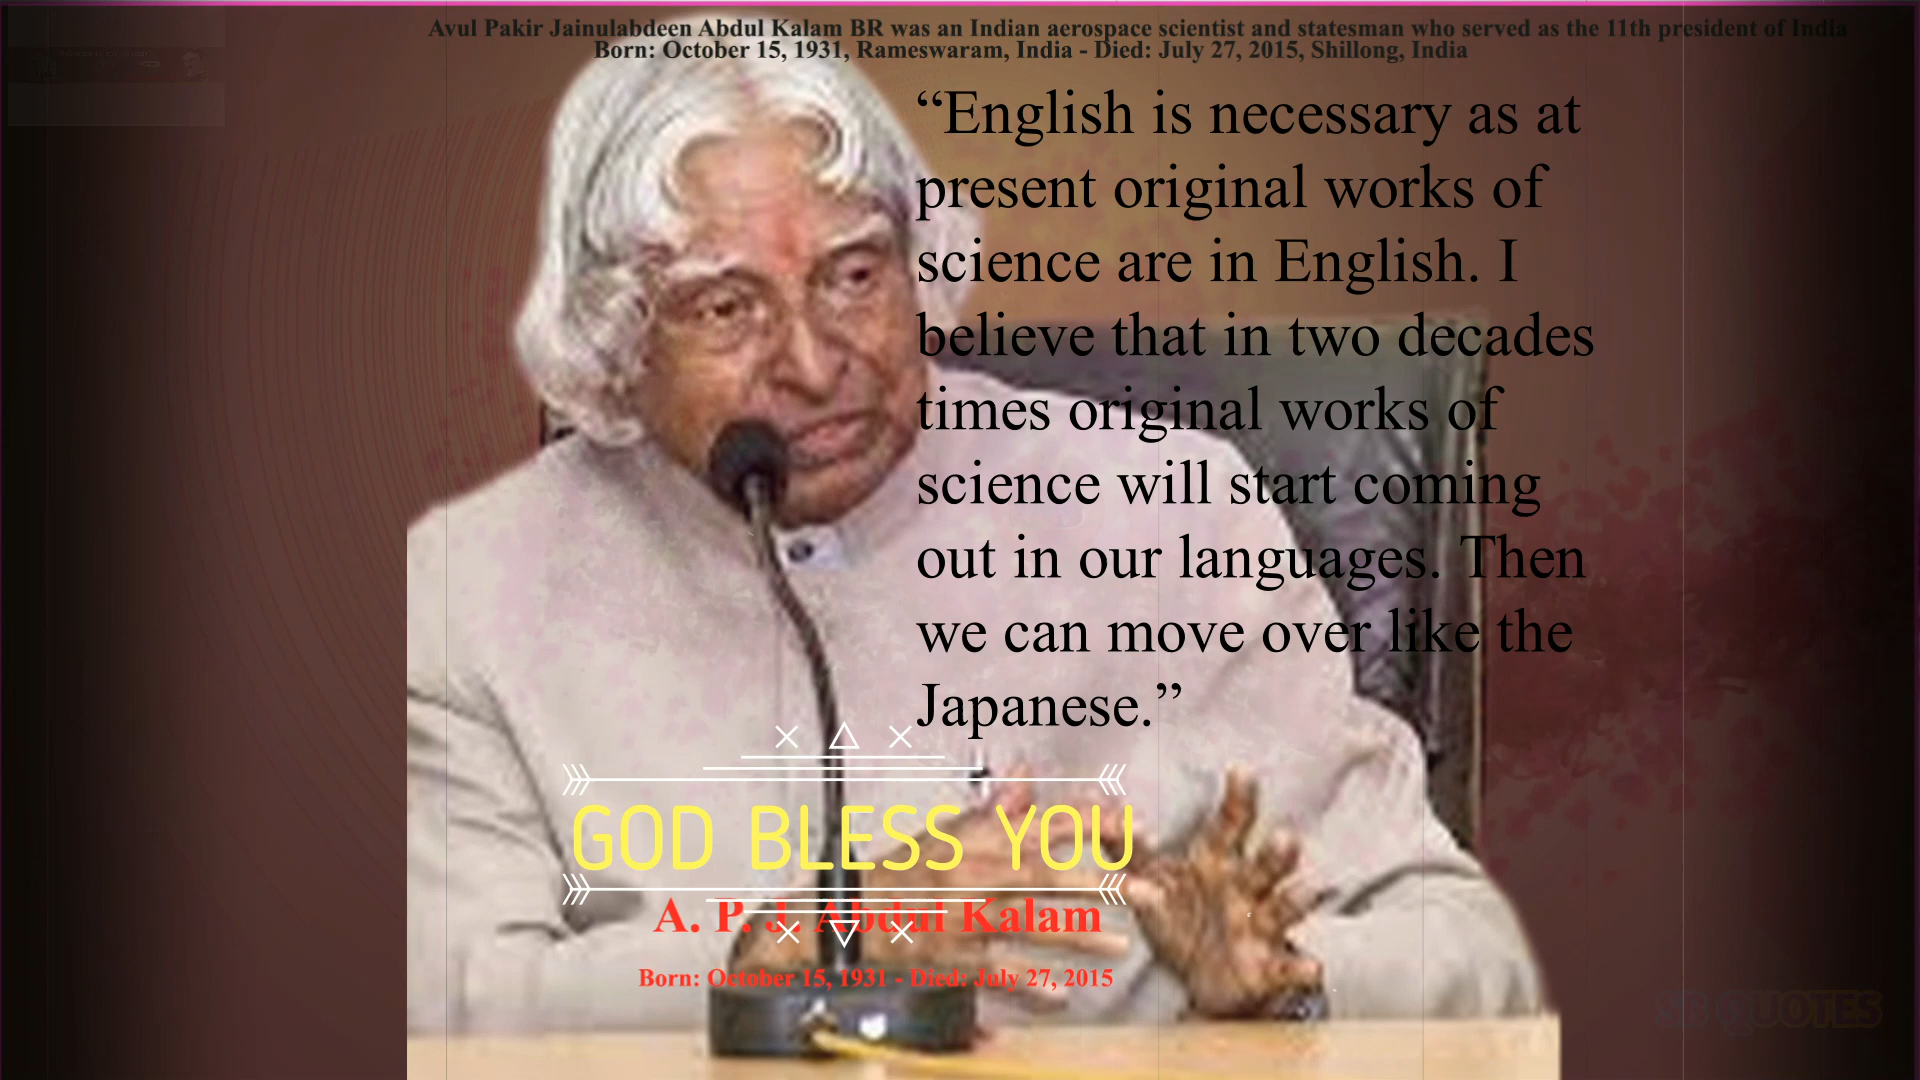 Avul Pakir Jainulabdeen Abdul Kalam BR was an Indian aerospace scientist and statesman who served as the 11th president of India
Born: October 15, 1931, Rameswaram, India - Died: July 27, 2015, Shillong, India
“English is necessary as at
present original works of
science are in English. I
believe that in two decades
times original works of
science will start coming
out in our languages. Then
we can move over like the
Japanese.”
GOD BLESS YOU
A. P. J. Abdul Kalam
Born: October 15, 1931 - Died: July 27, 2015
SB QUOTES